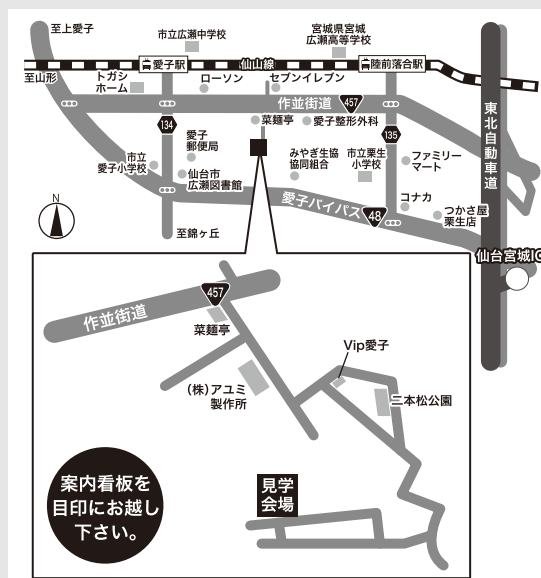 至上愛子
市立広瀬中学校
宮城県宮城
広瀬高等学校
愛子駅
仙山線
陸前落合駅
至山形
トガシ
ホーム
ローソン
セブンイレブン
作並街道
457
東北自動車道
134
菜麺亭
愛子整形外科
135
愛子
郵便局
みやぎ生協
協同組合
市立栗生
小学校
ファミリー
マート
市立
愛子小学校
仙台市
広瀬図書館
コナカ
愛子バイパス
48
つかさ屋
栗生店
N
至錦ヶ丘
仙台宮城IC
457
作並街道
菜麺亭
Vip愛子
(株)アユミ
製作所
二本松公園
案内看板を
目印にお越し
下さい。
見学
会場